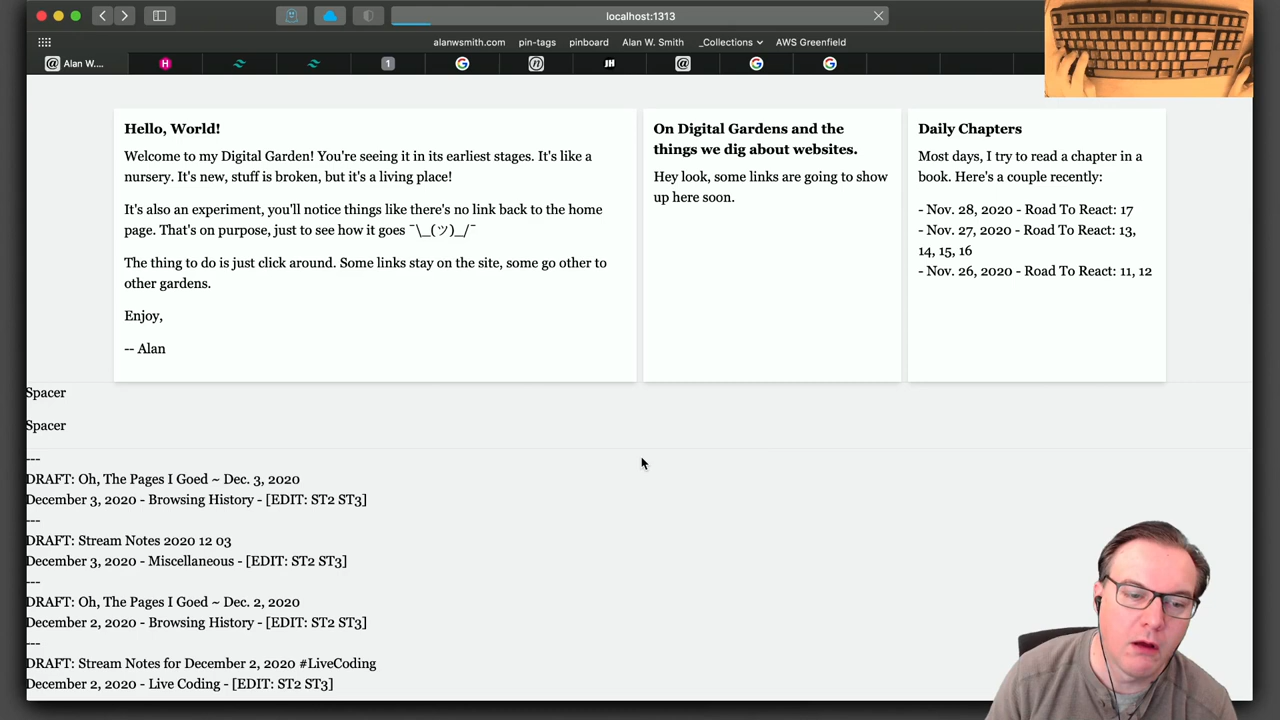 localhost:1313
alanwsmith.com pin-tags pinboard Alan W. Smith _Collections AWS Greenfield
@ Alan W.... H 1 G n JH @ G G
Hello, World!
Welcome to my Digital Garden! You're seeing it in its earliest stages. It's like a
nursery. It's new, stuff is broken, but it's a living place!
It's also an experiment, you'll notice things like there's no link back to the home
page. That's on purpose, just to see how it goes ¯\_(ツ)_/¯
The thing to do is just click around. Some links stay on the site, some go other to
other gardens.
Enjoy,
-- Alan
On Digital Gardens and the
things we dig about websites.
Hey look, some links are going to show
up here soon.
Daily Chapters
Most days, I try to read a chapter in a
book. Here's a couple recently:
- Nov. 28, 2020 - Road To React: 17
- Nov. 27, 2020 - Road To React: 13,
14, 15, 16
- Nov. 26, 2020 - Road To React: 11, 12
Spacer
Spacer
---
DRAFT: Oh, The Pages I Goed ~ Dec. 3, 2020
December 3, 2020 - Browsing History - [EDIT: ST2 ST3]
---
DRAFT: Stream Notes 2020 12 03
December 3, 2020 - Miscellaneous - [EDIT: ST2 ST3]
---
DRAFT: Oh, The Pages I Goed ~ Dec. 2, 2020
December 2, 2020 - Browsing History - [EDIT: ST2 ST3]
---
DRAFT: Stream Notes for December 2, 2020 #LiveCoding
December 2, 2020 - Live Coding - [EDIT: ST2 ST3]